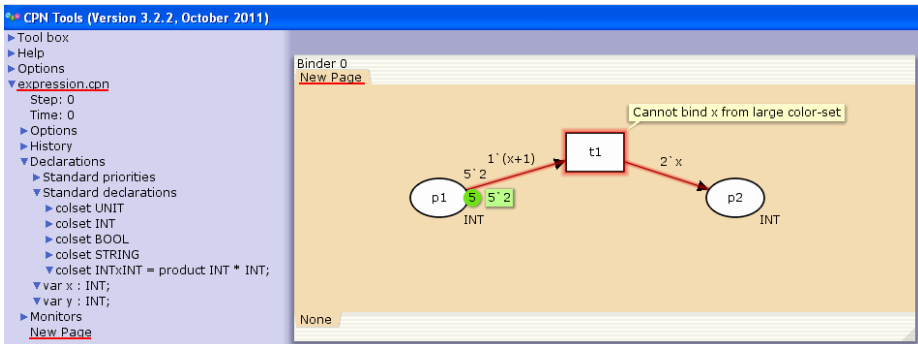 CPN Tools (Version 3.2.2, October 2011)
Tool box
Help
Options
expression.cpn
Step: 0
Time: 0
Options
History
Declarations
Standard priorities
Standard declarations
colset UNIT
colset INT
colset BOOL
colset STRING
colset INTxINT = product INT * INT;
var x : INT;
var y : INT;
Monitors
New Page
Binder 0
New Page
Cannot bind x from large color-set
1`(x+1)
t1
2`x
5`2
p1
5
5`2
INT
p2
INT
None